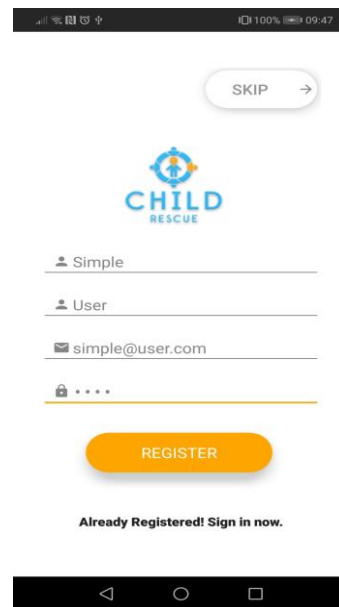 100% 09:47
SKIP →
CHILD
RESCUE
Simple
User
simple@user.com
••••
REGISTER
Already Registered! Sign in now.